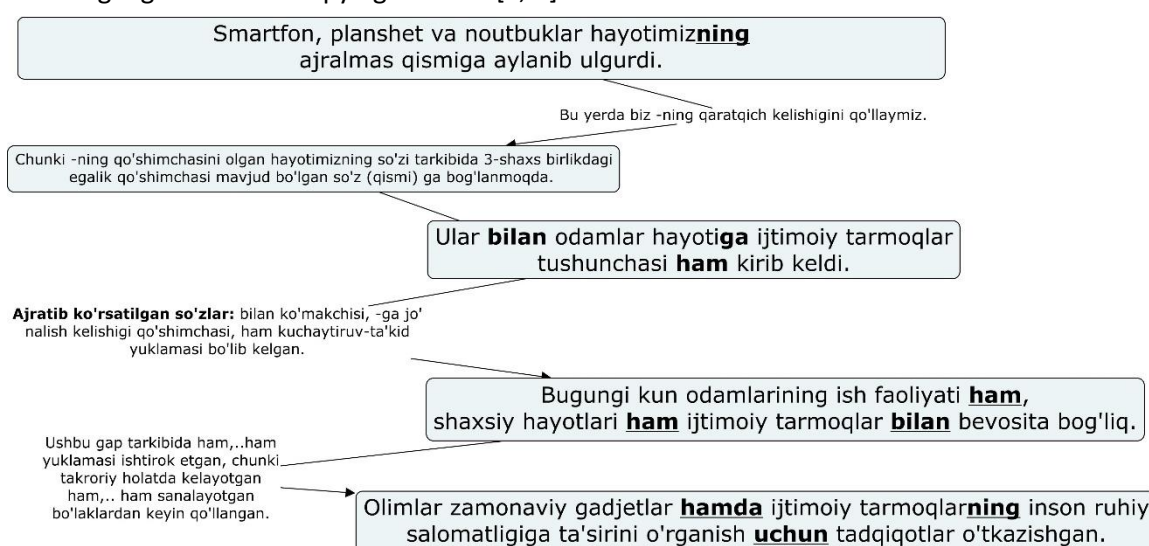 Smartfon, planshet va noutbuklar hayotimizning
ajralmas qismiga aylanib ulgurdi.
Bu yerda biz -ning qaratqich kelishigini qo'llaymiz.
Chunki -ning qo'shimchasini olgan hayotimizning so'zi tarkibida 3-shaxs birlikdagi
egalik qo'shimchasi mavjud bo'lgan so'z (qismi) ga bog'lanmoqda.
Ular bilan odamlar hayotiga ijtimoiy tarmoqlar
tushunchasi ham kirib keldi.
Ajratib ko'rsatilgan so'zlar: bilan ko'makchisi, -ga jo'
nalish kelishigi qo'shimchasi, ham kuchaytiruv-ta'kid
yuklamasi bo'lib kelgan.
Bugungi kun odamlarining ish faoliyati ham,
shaxsiy hayotlari ham ijtimoiy tarmoqlar bilan bevosita bog'liq.
Ushbu gap tarkibida ham,..ham
yuklamasi ishtirok etgan, chunki
takroriy holatda kelayotgan
ham,.. ham sanalayotgan
bo'laklardan keyin qo'llangan.
Olimlar zamonaviy gadjetlar hamda ijtimoiy tarmoqlarning inson ruhiy
salomatligiga ta'sirini o'rganish uchun tadqiqotlar o'tkazishgan.